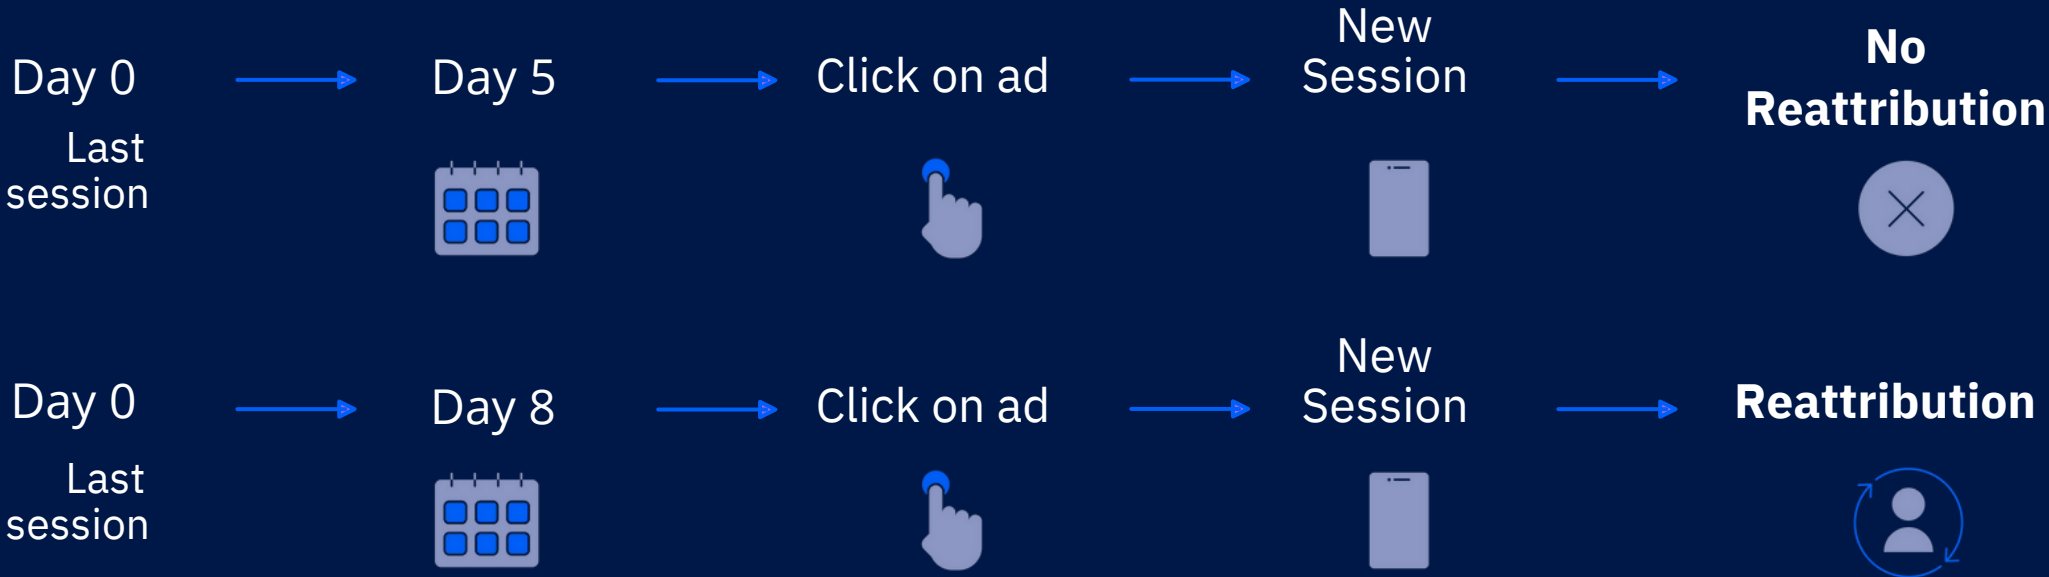 Day 0
Last
session
Day 5
Click on ad
New
Session
No
Reattribution
Day 0
Last
session
Day 8
Click on ad
New
Session
Reattribution